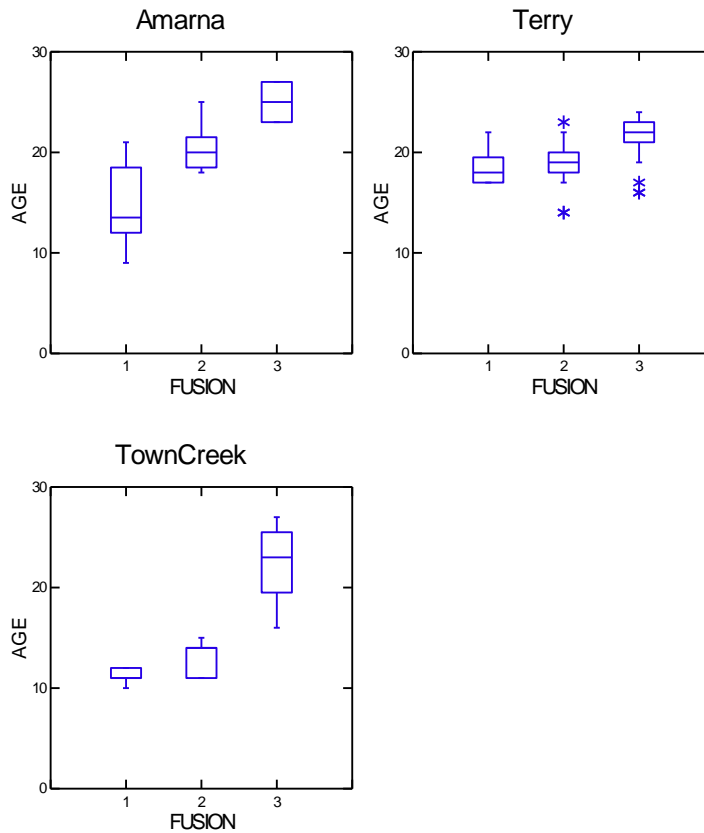 Amarna
30
20
10
0
AGE
1 2 3
FUSION
Terry
30
20
10
0
AGE
1 2 3
FUSION
TownCreek
30
20
10
0
AGE
1 2 3
FUSION